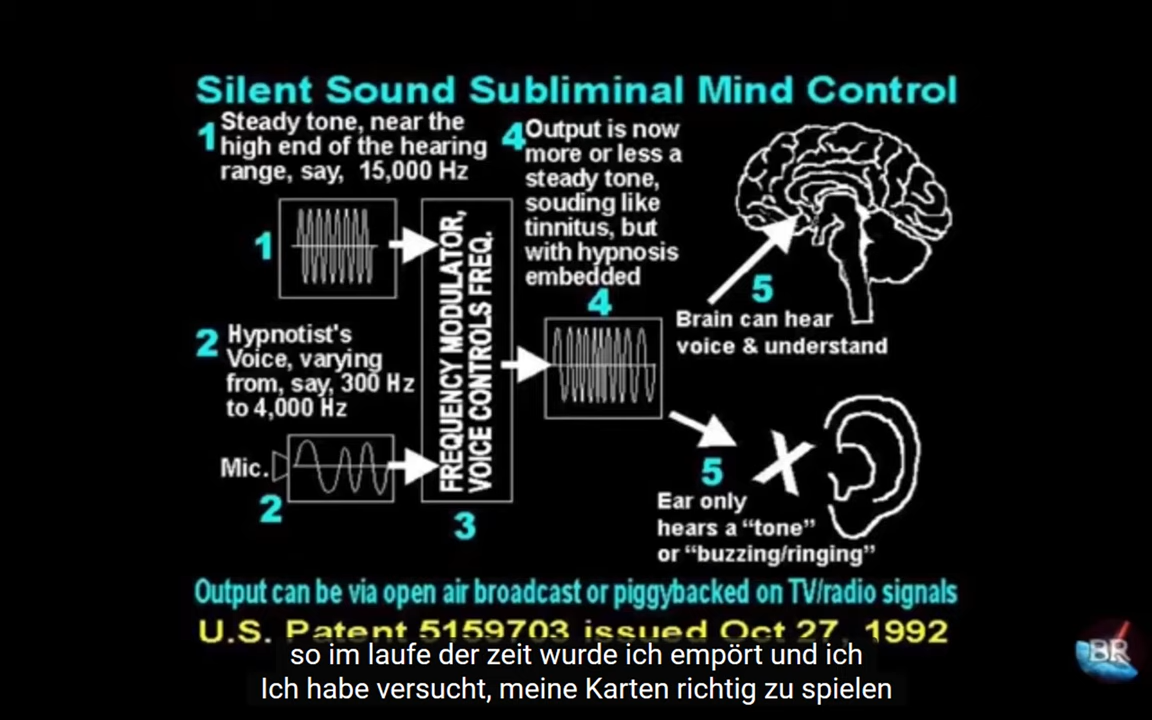 Silent Sound Subliminal Mind Control
1 Steady tone, near the
high end of the hearing
range, say, 15,000 Hz
1
2 Hypnotist's
Voice, varying
from, say, 300 Hz
to 4,000 Hz
Mic.
2
FREQUENCY MODULATOR,
VOICE CONTROLS FREQ.
3
4 Output is now
more or less a
steady tone,
souding like
tinnitus, but
with hypnosis
embedded
4
5
Brain can hear
voice & understand
5
X
Ear only
hears a “tone”
or “buzzing/ringing”
Output can be via open air broadcast or piggybacked on TV/radio signals
U.S. Patent 5159703 issued Oct 27, 1992
so im laufe der zeit wurde ich empört und ich
Ich habe versucht, meine Karten richtig zu spielen
BR